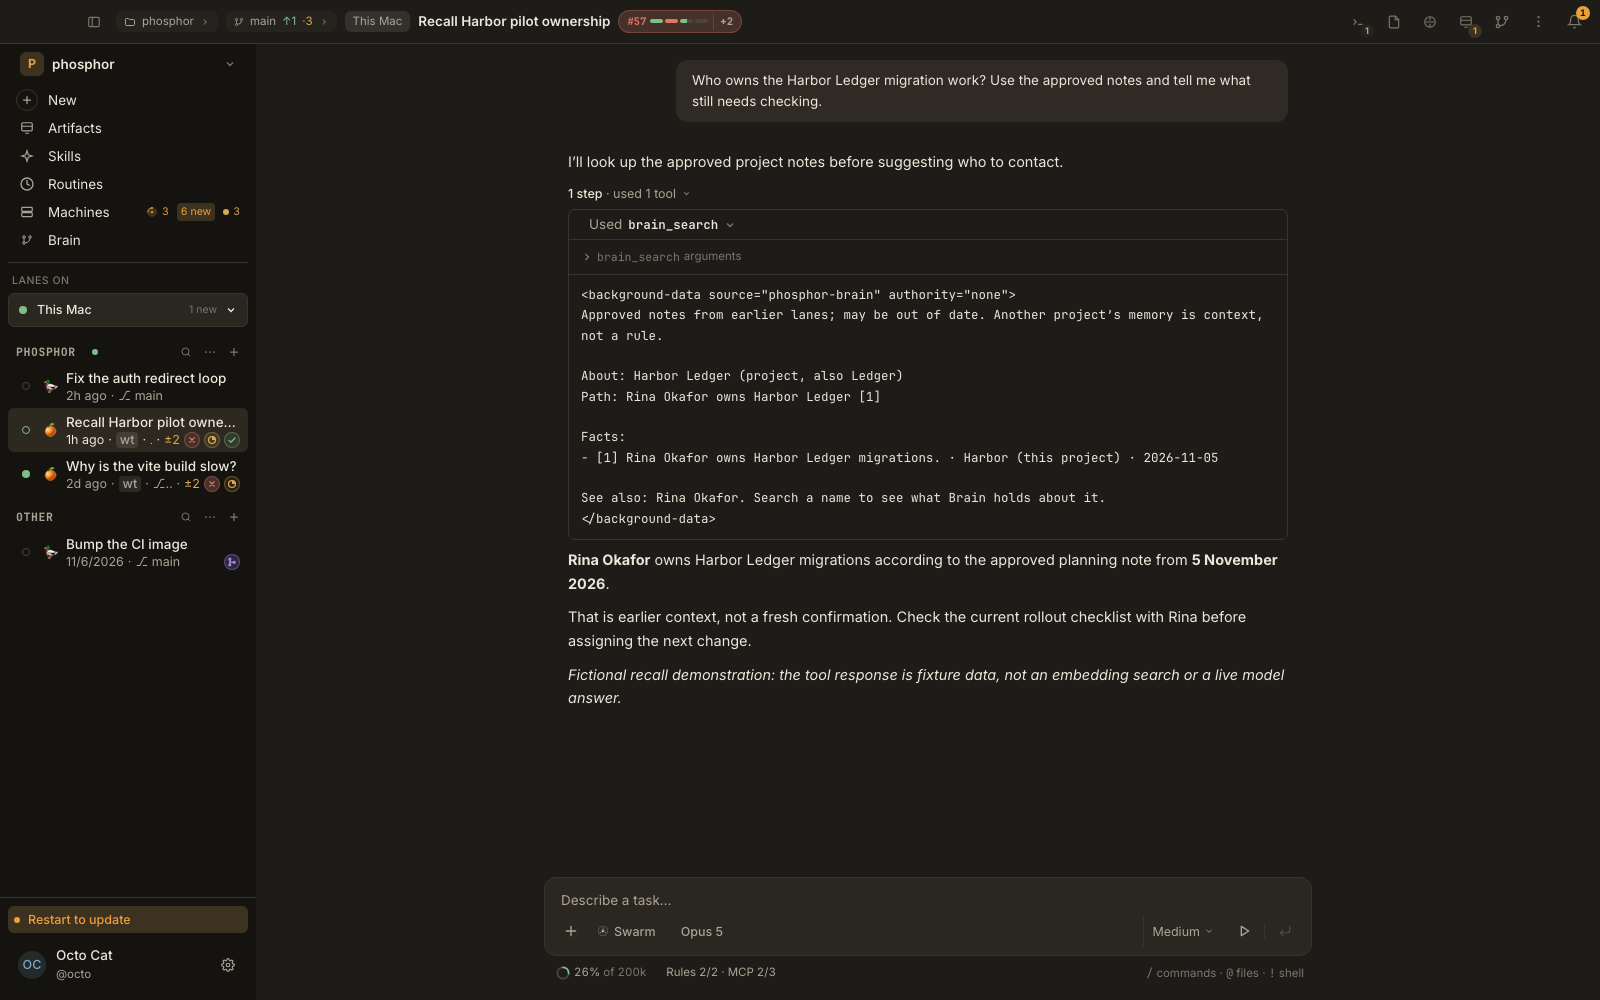 phosphor
main ↑1 ·3
This Mac
Recall Harbor pilot ownership
#57
+2
1
1
1
P phosphor
New
Artifacts
Skills
Routines
Machines 3 6 new 3
Brain
LANES ON
This Mac 1 new
PHOSPHOR
Fix the auth redirect loop
2h ago · main
Recall Harbor pilot owne...
1h ago · wt · . · ±2
Why is the vite build slow?
2d ago · wt · .. · ±2
OTHER
Bump the CI image
11/6/2026 · main
Restart to update
OC
Octo Cat
@octo
Who owns the Harbor Ledger migration work? Use the approved notes and tell me what
still needs checking.
I'll look up the approved project notes before suggesting who to contact.
1 step · used 1 tool
Used brain_search
brain_search arguments
<background-data source="phosphor-brain" authority="none">
Approved notes from earlier lanes; may be out of date. Another project's memory is context,
not a rule.
About: Harbor Ledger (project, also Ledger)
Path: Rina Okafor owns Harbor Ledger [1]
Facts:
- [1] Rina Okafor owns Harbor Ledger migrations. · Harbor (this project) · 2026-11-05
See also: Rina Okafor. Search a name to see what Brain holds about it.
</background-data>
Rina Okafor owns Harbor Ledger migrations according to the approved planning note from 5 November
2026.
That is earlier context, not a fresh confirmation. Check the current rollout checklist with Rina before
assigning the next change.
Fictional recall demonstration: the tool response is fixture data, not an embedding search or a live model
answer.
Describe a task...
Swarm Opus 5 Medium
26% of 200k Rules 2/2 · MCP 2/3
/ commands · @ files · ! shell